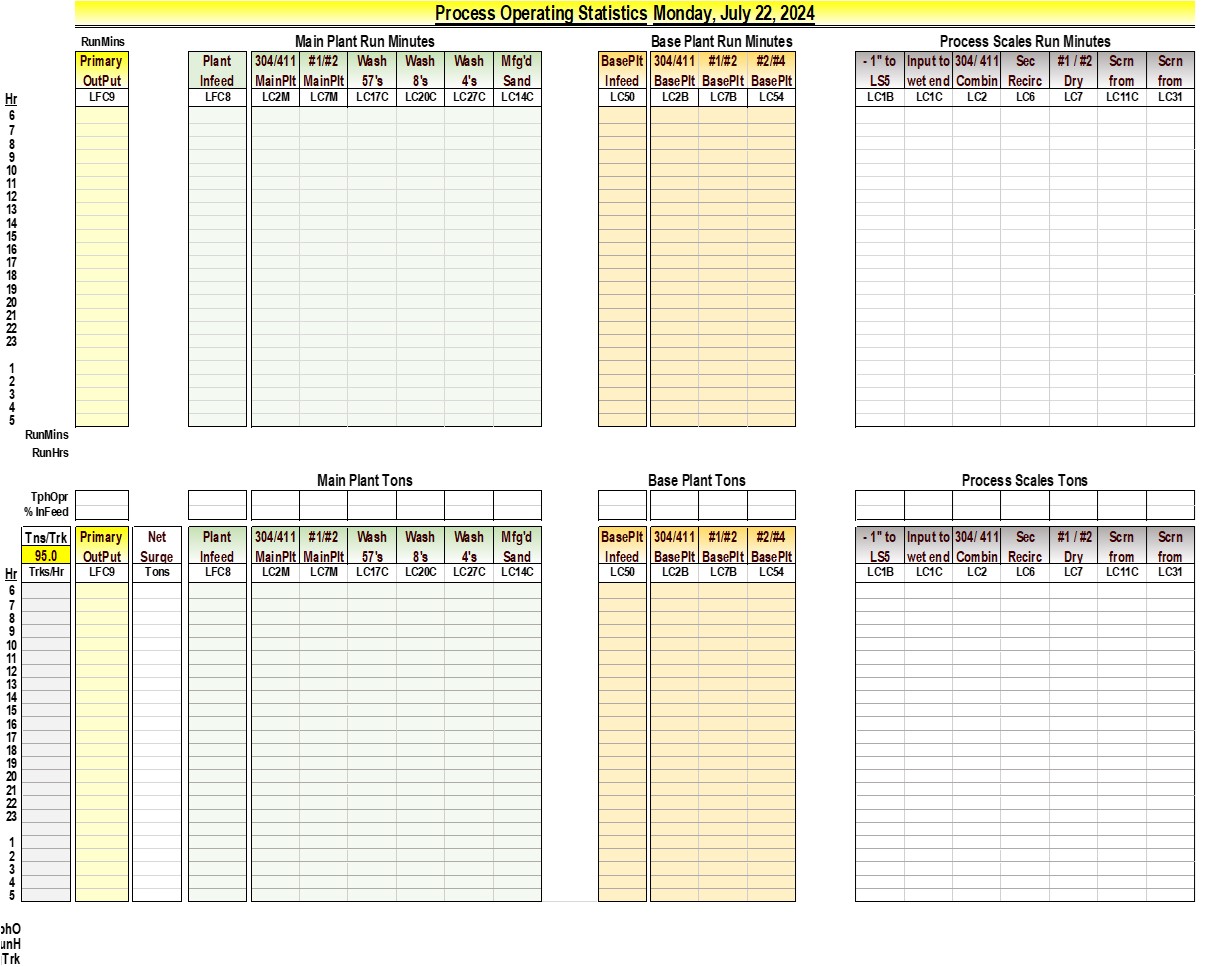 Process Operating Statistics Monday, July 22, 2024
RunMins Main Plant Run Minutes Base Plant Run Minutes Process Scales Run Minutes
Primary Plant 304/411 #1/#2 Wash Wash Wash Mfg'd BasePlt 304/411 #1/#2 #2/#4 - 1" to Input to 304/ 411 Sec #1 / #2 Scrn Scrn
OutPut Infeed MainPlt MainPlt 57's 8's 4's Sand Infeed BasePlt BasePlt BasePlt LS5 wet end Combin Recirc Dry from from
Hr LFC9 LFC8 LC2M LC7M LC17C LC20C LC27C LC14C LC50 LC2B LC7B LC54 LC1B LC1C LC2 LC6 LC7 LC11C LC31
6
7
8
9
10
11
12
13
14
15
16
17
18
19
20
21
22
23
1
2
3
4
5
RunMins
RunHrs
Main Plant Tons Base Plant Tons Process Scales Tons
TphOpr
% InFeed
Tns/Trk Primary Net Plant 304/411 #1/#2 Wash Wash Wash Mfg'd BasePlt 304/411 #1/#2 #2/#4 - 1" to Input to 304/ 411 Sec #1 / #2 Scrn Scrn
95.0 OutPut Surge Infeed MainPlt MainPlt 57's 8's 4's Sand Infeed BasePlt BasePlt BasePlt LS5 wet end Combin Recirc Dry from from
Hr Trks/Hr LFC9 Tons LFC8 LC2M LC7M LC17C LC20C LC27C LC14C LC50 LC2B LC7B LC54 LC1B LC1C LC2 LC6 LC7 LC11C LC31
6
7
8
9
10
11
12
13
14
15
16
17
18
19
20
21
22
23
1
2
3
4
5
phO
unH
Trk